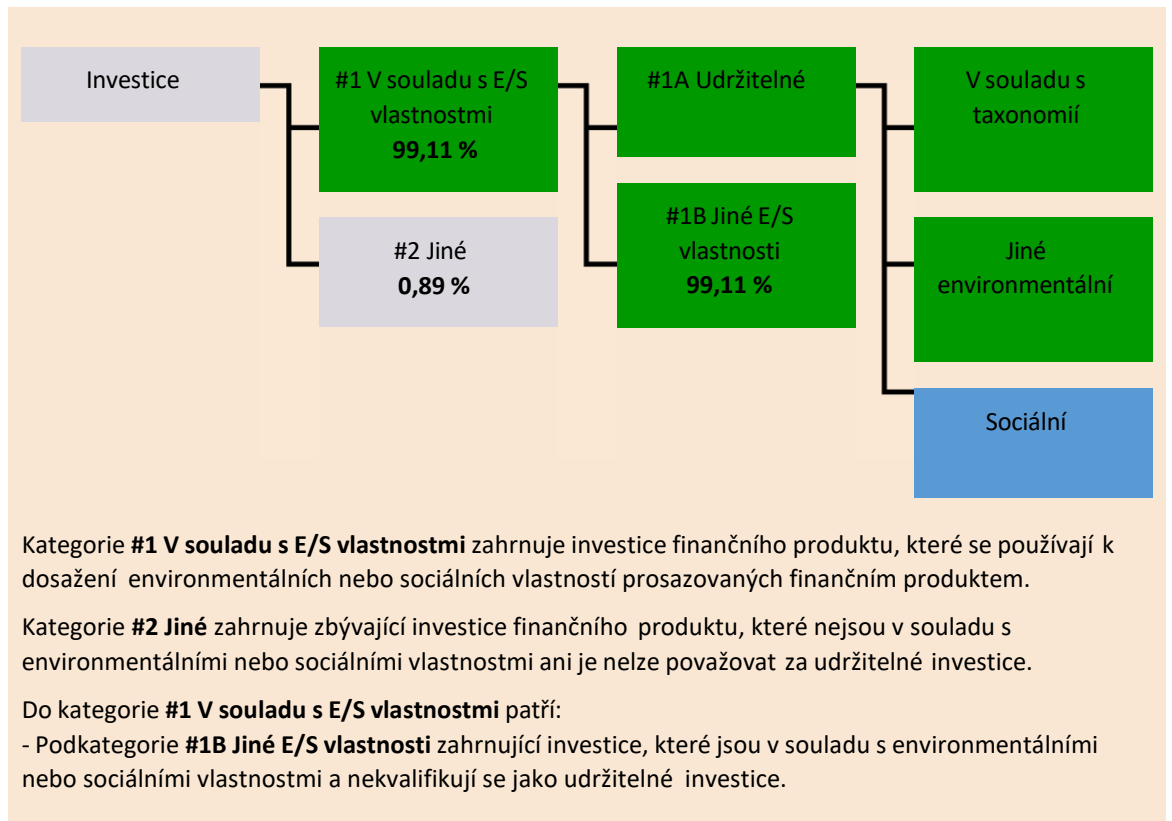 Investice
#1 V souladu s E/S
vlastnostmi
99,11 %
#2 Jiné
0,89 %
#1A Udržitelné
#1B Jiné E/S
vlastnosti
99,11 %
V souladu s
taxonomií
Jiné
environmentální
Sociální
Kategorie #1 V souladu s E/S vlastnostmi zahrnuje investice finančního produktu, které se používají k
dosažení environmentálních nebo sociálních vlastností prosazovaných finančním produktem.
Kategorie #2 Jiné zahrnuje zbývající investice finančního produktu, které nejsou v souladu s
environmentálními nebo sociálními vlastnostmi ani je nelze považovat za udržitelné investice.
Do kategorie #1 V souladu s E/S vlastnostmi patří:
- Podkategorie #1B Jiné E/S vlastnosti zahrnující investice, které jsou v souladu s environmentálními
nebo sociálními vlastnostmi a nekvalifikují se jako udržitelné investice.